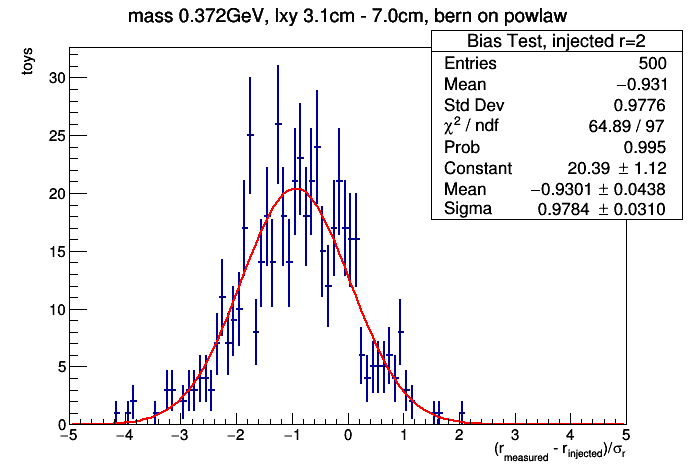 mass 0.372GeV, lxy 3.1cm - 7.0cm, bern on powlaw
Bias Test, injected r=2
Entries 500
Mean −0.931
Std Dev 0.9776
χ² / ndf 64.89 / 97
Prob 0.995
Constant 20.39 ± 1.12
Mean −0.9301 ± 0.0438
Sigma 0.9784 ± 0.0310
toys
30
25
20
15
10
5
0
−5 −4 −3 −2 −1 0 1 2 3 4 5
(r_measured - r_injected)/σ_r